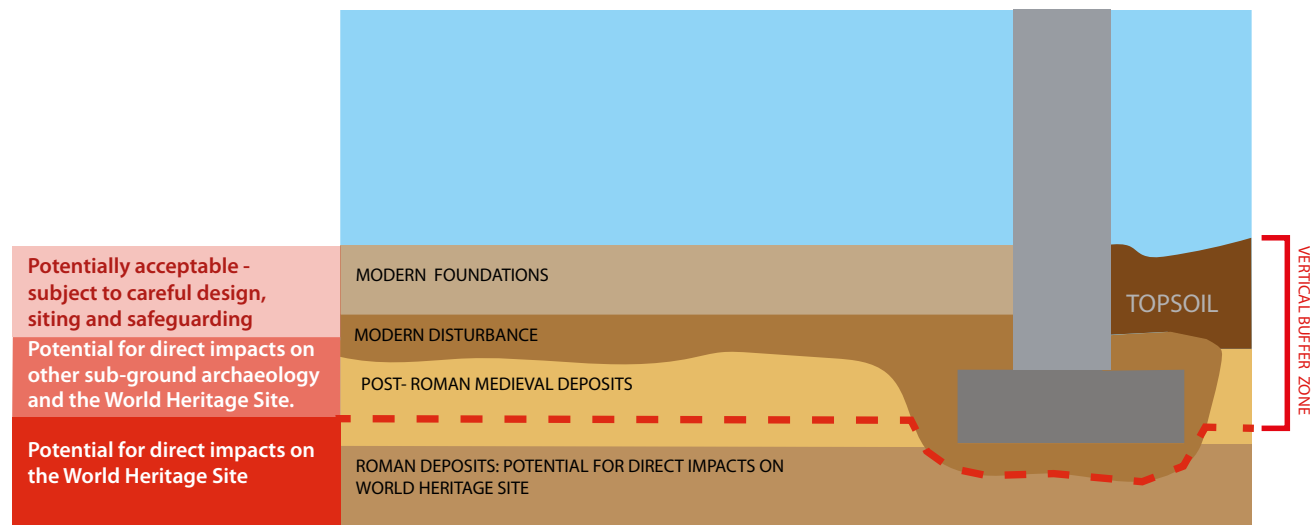 Potentially acceptable -
subject to careful design,
siting and safeguarding
Potential for direct impacts on
other sub-ground archaeology
and the World Heritage Site.
Potential for direct impacts on
the World Heritage Site
MODERN FOUNDATIONS
MODERN DISTURBANCE
POST- ROMAN MEDIEVAL DEPOSITS
ROMAN DEPOSITS: POTENTIAL FOR DIRECT IMPACTS ON
WORLD HERITAGE SITE
TOPSOIL
VERTICAL BUFFER ZONE